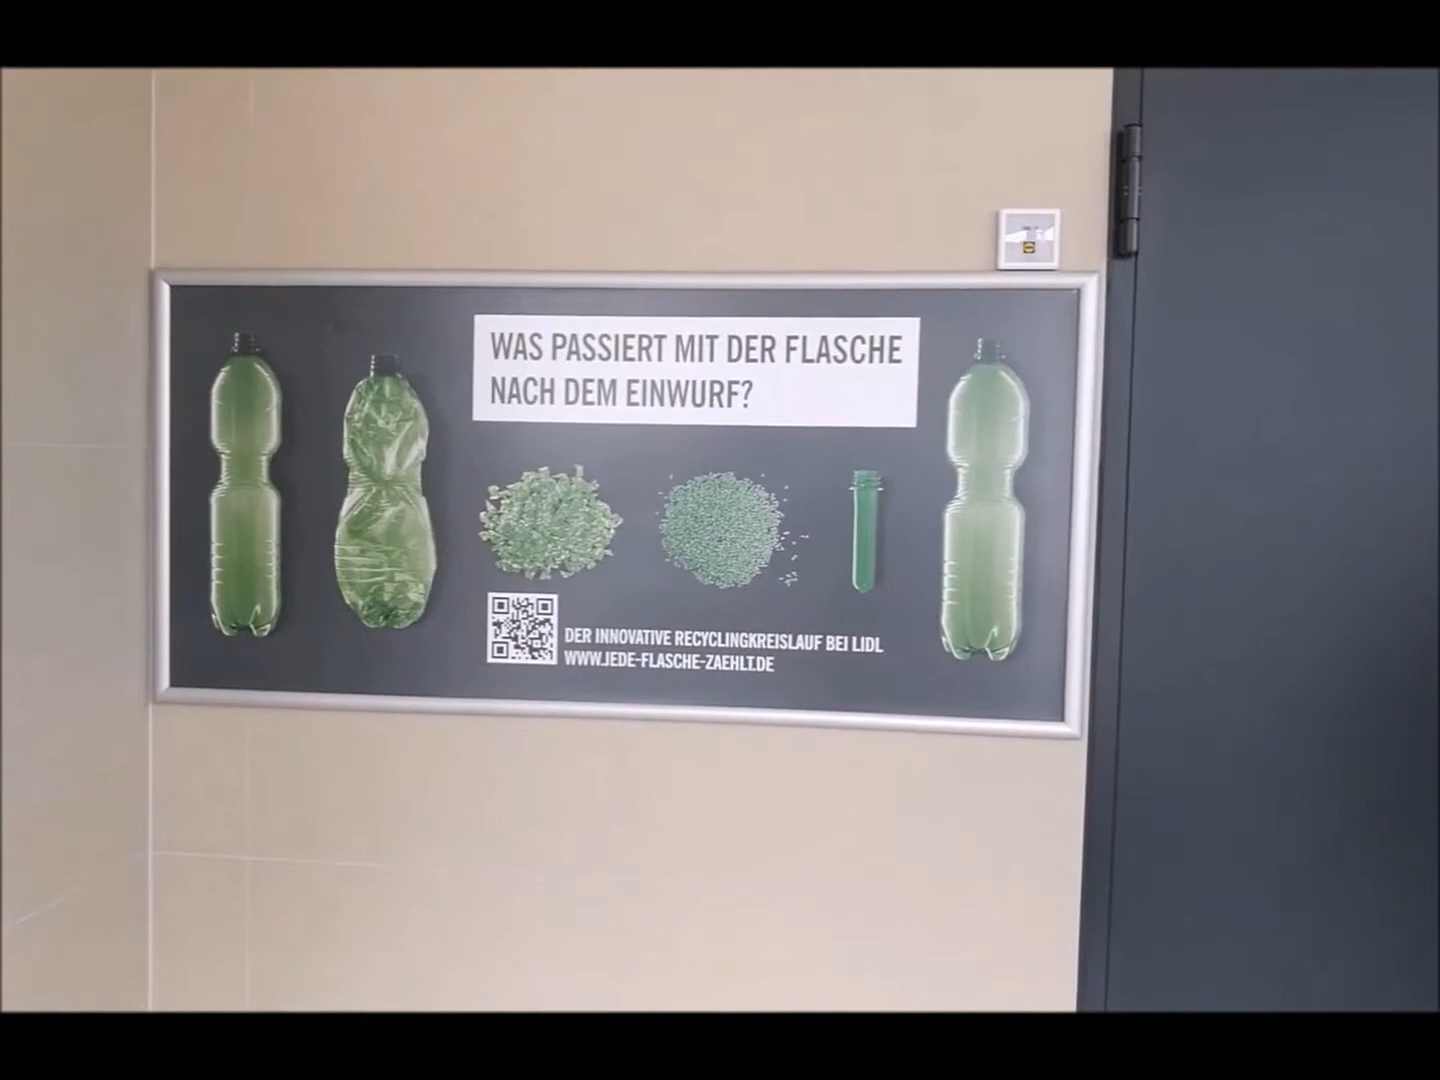 WAS PASSIERT MIT DER FLASCHE
NACH DEM EINWURF?
DER INNOVATIVE RECYCLINGKREISLAUF BEI LIDL
WWW.JEDE-FLASCHE-ZAEHLT.DE